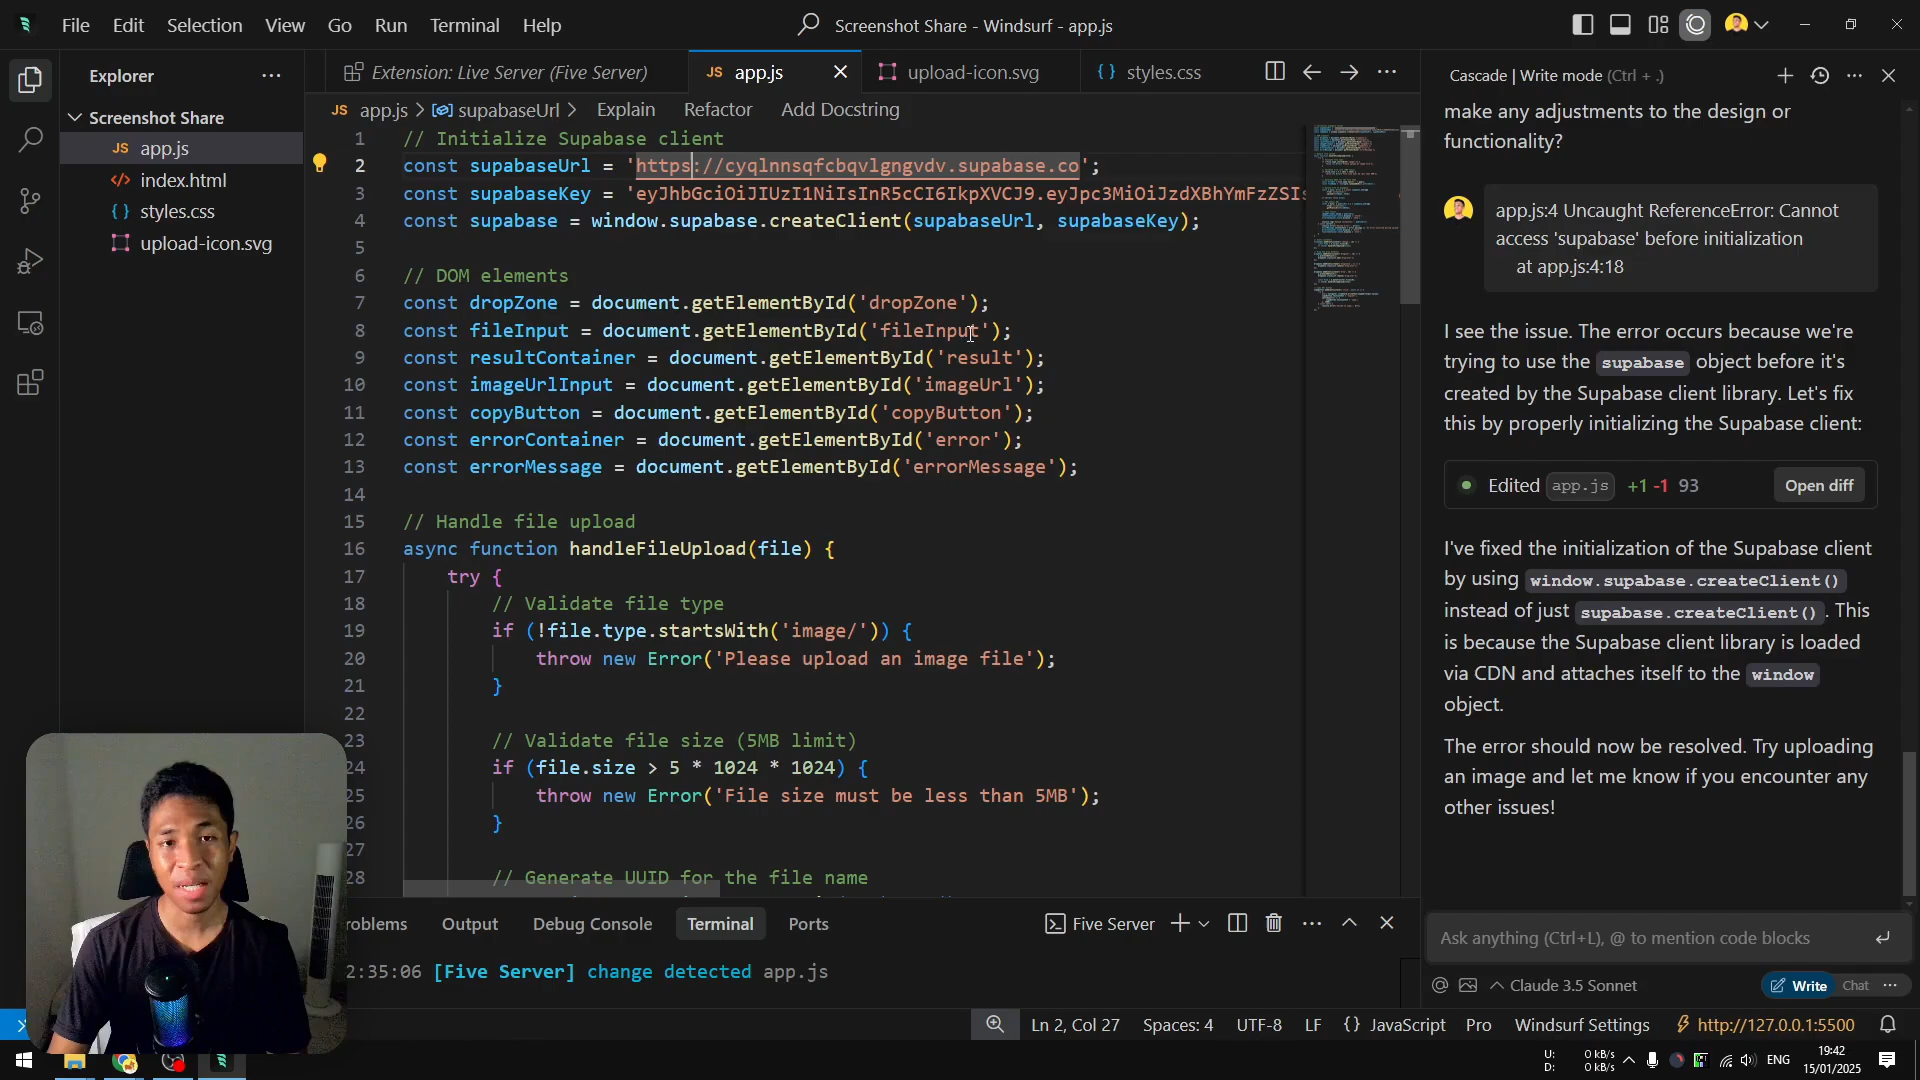 File Edit Selection View Go Run Terminal Help
Screenshot Share - Windsurf - app.js
Explorer
Screenshot Share
JS app.js
</> index.html
{ } styles.css
upload-icon.svg
Extension: Live Server (Five Server)
JS app.js
upload-icon.svg
{ } styles.css
JS app.js > supabaseUrl > Explain Refactor Add Docstring
1 // Initialize Supabase client
2 const supabaseUrl = 'https://cyqlnnsqfcbqvlgngvdv.supabase.co';
3 const supabaseKey = 'eyJhbGciOiJIUzI1NiIsInR5cCI6IkpXVCJ9.eyJpc3MiOiJzdXBhYmFzZSIs
4 const supabase = window.supabase.createClient(supabaseUrl, supabaseKey);
5
6 // DOM elements
7 const dropZone = document.getElementById('dropZone');
8 const fileInput = document.getElementById('fileInput');
9 const resultContainer = document.getElementById('result');
10 const imageUrlInput = document.getElementById('imageUrl');
11 const copyButton = document.getElementById('copyButton');
12 const errorContainer = document.getElementById('error');
13 const errorMessage = document.getElementById('errorMessage');
14
15 // Handle file upload
16 async function handleFileUpload(file) {
17 try {
18 // Validate file type
19 if (!file.type.startsWith('image/')) {
20 throw new Error('Please upload an image file');
21 }
22
23 // Validate file size (5MB limit)
24 if (file.size > 5 * 1024 * 1024) {
25 throw new Error('File size must be less than 5MB');
26 }
27
28 // Generate UUID for the file name
roblems Output Debug Console Terminal Ports
Five Server
2:35:06 [Five Server] change detected app.js
Cascade | Write mode (Ctrl + .)
make any adjustments to the design or
functionality?
app.js:4 Uncaught ReferenceError: Cannot
access 'supabase' before initialization
at app.js:4:18
I see the issue. The error occurs because we're
trying to use the supabase object before it's
created by the Supabase client library. Let's fix
this by properly initializing the Supabase client:
Edited app.js +1 -1 93 Open diff
I've fixed the initialization of the Supabase client
by using window.supabase.createClient()
instead of just supabase.createClient(). This
is because the Supabase client library is loaded
via CDN and attaches itself to the window
object.
The error should now be resolved. Try uploading
an image and let me know if you encounter any
other issues!
Ask anything (Ctrl+L), @ to mention code blocks
Claude 3.5 Sonnet
Write Chat
Ln 2, Col 27 Spaces: 4 UTF-8 LF { } JavaScript Pro Windsurf Settings http://127.0.0.1:5500
U: 0 kB/s
D: 0 kB/s
ENG
19:42
15/01/2025